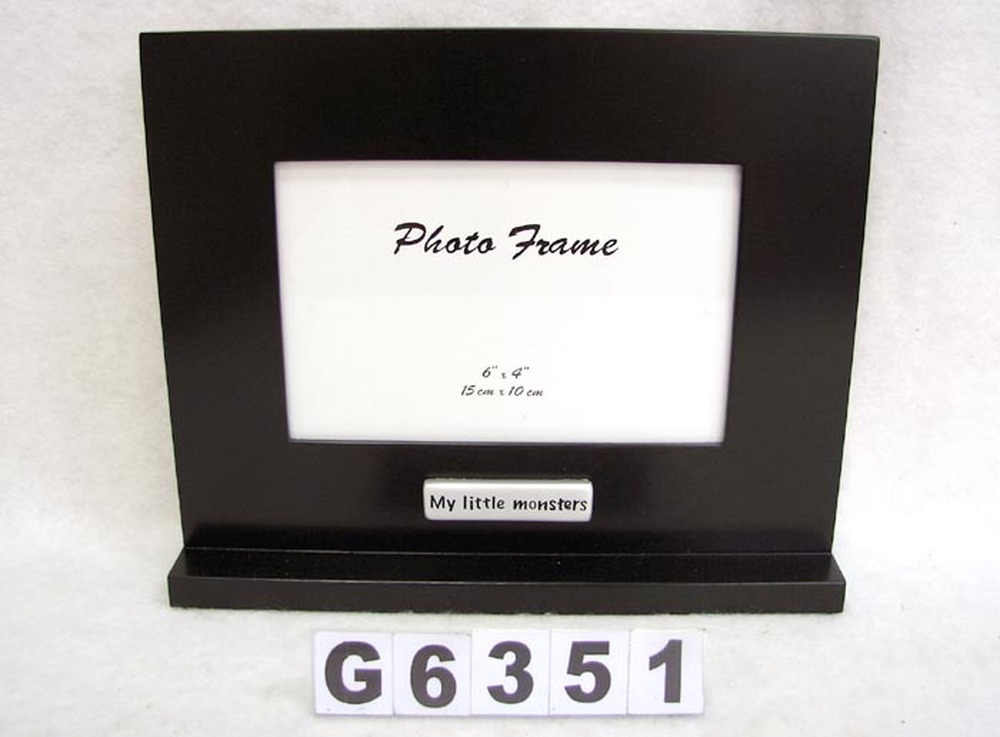 Photo Frame
6" x 4"
15 cm x 10 cm
My little monsters
G6351